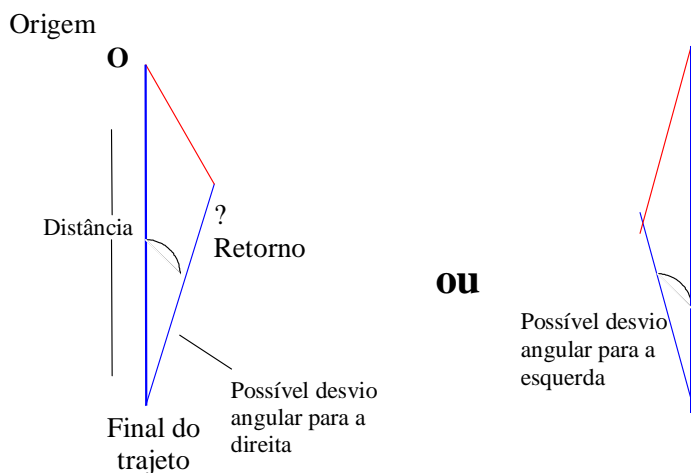 Origem
O
Distância
?
Retorno
Possível desvio
angular para a
direita
Final do
trajeto
ou
Possível desvio
angular para a
esquerda